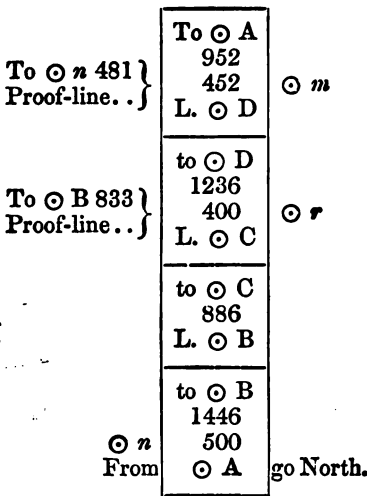 To ⊙ A
952
To ⊙ n 481 } 452 ⊙ m
Proof-line. . } L. ⊙ D
to ⊙ D
1236
To ⊙ B 833 } 400 ⊙ r
Proof-line. . } L. ⊙ C
to ⊙ C
886
L. ⊙ B
to ⊙ B
1446
⊙ n 500
From ⊙ A go North.